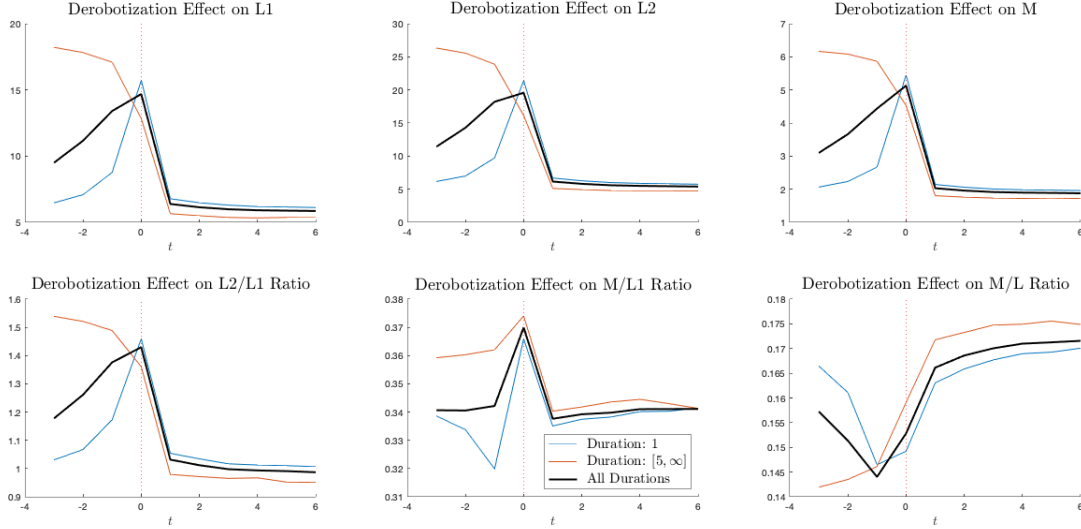 Derobotization Effect on L1
20
15
10
5
-4 -2 0 2 4 6
t
Derobotization Effect on L2
30
25
20
15
10
5
0
-4 -2 0 2 4 6
t
Derobotization Effect on M
7
6
5
4
3
2
1
-4 -2 0 2 4 6
t
Derobotization Effect on L2/L1 Ratio
1.6
1.5
1.4
1.3
1.2
1.1
1
0.9
-4 -2 0 2 4 6
t
Derobotization Effect on M/L1 Ratio
0.38
0.37
0.36
0.35
0.34
0.33
0.32
0.31
Duration: 1
Duration: [5, ∞]
All Durations
-4 -2 0 2 4 6
t
Derobotization Effect on M/L Ratio
0.18
0.175
0.17
0.165
0.16
0.155
0.15
0.145
0.14
-4 -2 0 2 4 6
t